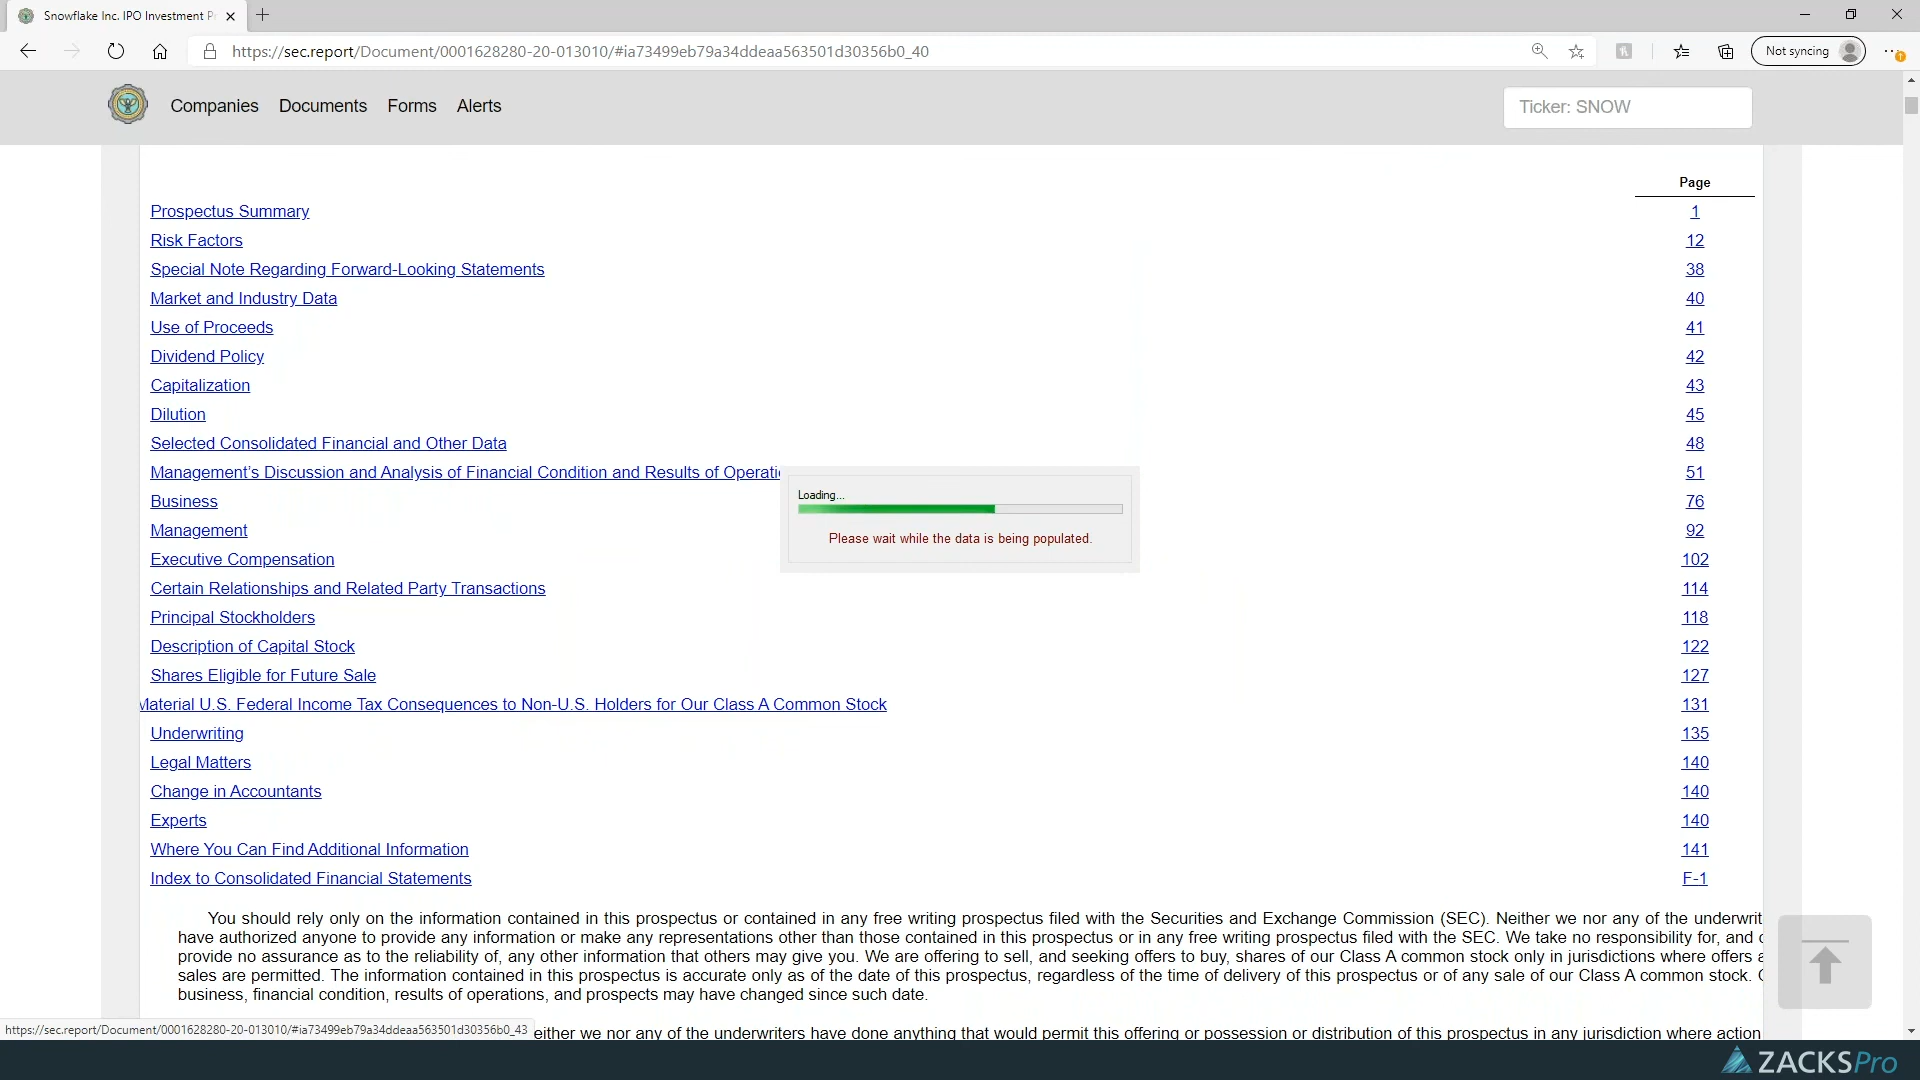 Snowflake Inc. IPO Investment P
https://sec.report/Document/0001628280-20-013010/#ia73499eb79a34ddeaa563501d30356b0_40
Not syncing
Companies Documents Forms Alerts
Ticker: SNOW
Page
Prospectus Summary 1
Risk Factors 12
Special Note Regarding Forward-Looking Statements 38
Market and Industry Data 40
Use of Proceeds 41
Dividend Policy 42
Capitalization 43
Dilution 45
Selected Consolidated Financial and Other Data 48
Management's Discussion and Analysis of Financial Condition and Results of Operati 51
Loading...
Please wait while the data is being populated.
Business 76
Management 92
Executive Compensation 102
Certain Relationships and Related Party Transactions 114
Principal Stockholders 118
Description of Capital Stock 122
Shares Eligible for Future Sale 127
Material U.S. Federal Income Tax Consequences to Non-U.S. Holders for Our Class A Common Stock 131
Underwriting 135
Legal Matters 140
Change in Accountants 140
Experts 140
Where You Can Find Additional Information 141
Index to Consolidated Financial Statements F-1
You should rely only on the information contained in this prospectus or contained in any free writing prospectus filed with the Securities and Exchange Commission (SEC). Neither we nor any of the underwrit
have authorized anyone to provide any information or make any representations other than those contained in this prospectus or in any free writing prospectus filed with the SEC. We take no responsibility for, and
provide no assurance as to the reliability of, any other information that others may give you. We are offering to sell, and seeking offers to buy, shares of our Class A common stock only in jurisdictions where offers a
sales are permitted. The information contained in this prospectus is accurate only as of the date of this prospectus, regardless of the time of delivery of this prospectus or of any sale of our Class A common stock.
business, financial condition, results of operations, and prospects may have changed since such date.
https://sec.report/Document/0001628280-20-013010/#ia73499eb79a34ddeaa563501d30356b0_43
either we nor any of the underwriters have done anything that would permit this offering or possession or distribution of this prospectus in any jurisdiction where action
ZACKSPro